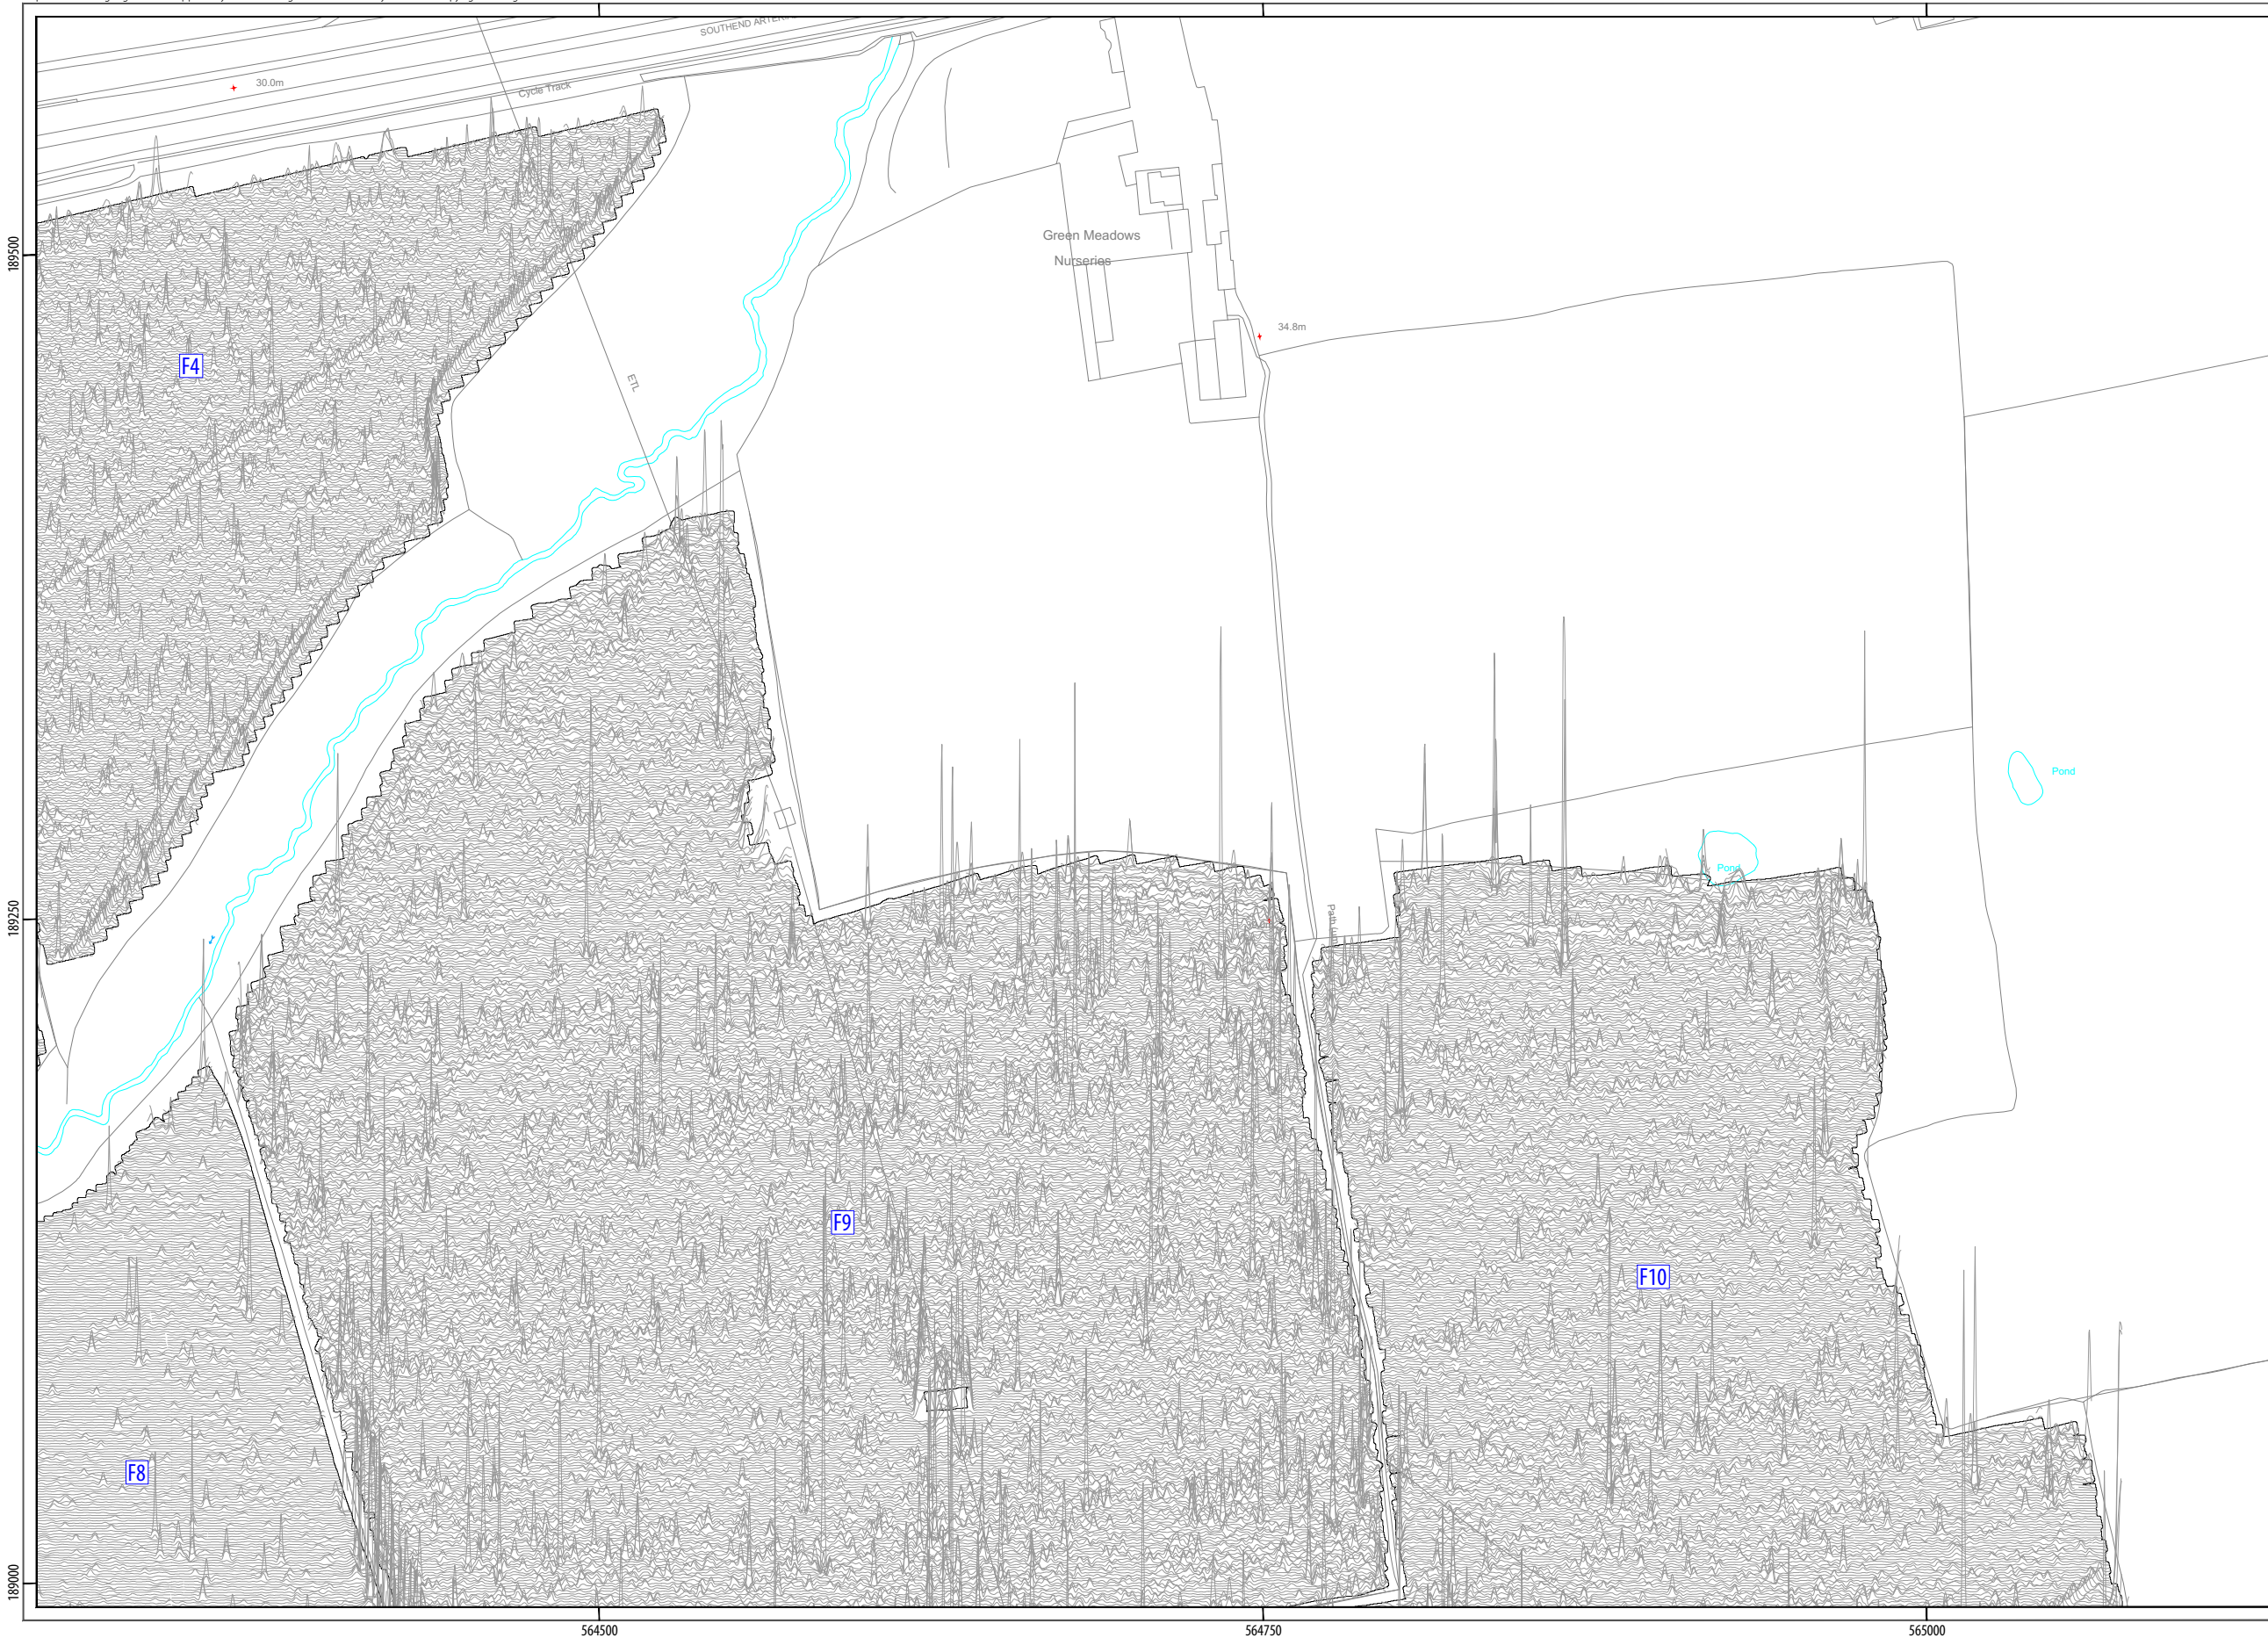 SOUTHEND
30.0m
Cycle Track
189500
Green Meadows
Nurseries
34.8m
F4
ETL
Pond
Pond
189250
Path
F9
F10
F8
189000
564500
564750
565000